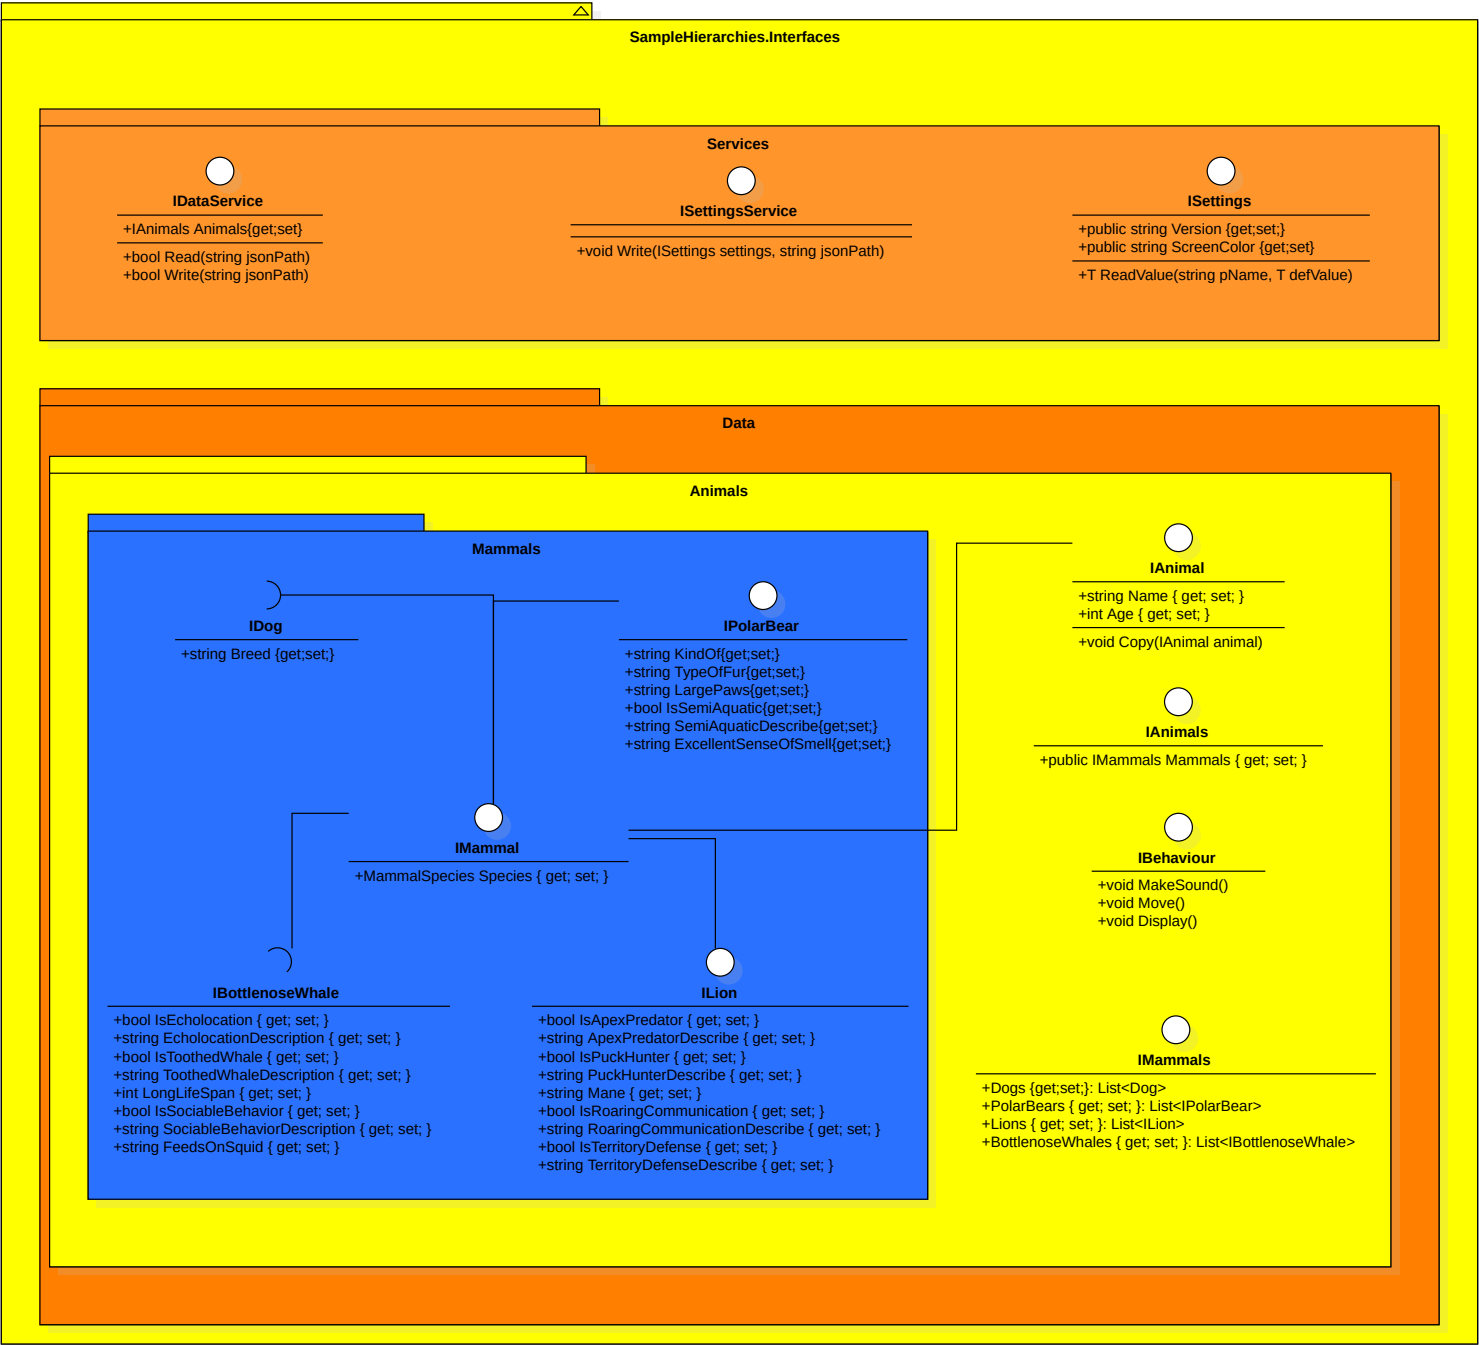 SampleHierarchies.Interfaces
Services
IDataService
+IAnimals Animals{get;set}
+bool Read(string jsonPath)
+bool Write(string jsonPath)
ISettingsService
+void Write(ISettings settings, string jsonPath)
ISettings
+public string Version {get;set;}
+public string ScreenColor {get;set}
+T ReadValue(string pName, T defValue)
Data
Animals
Mammals
IDog
+string Breed {get;set;}
IPolarBear
+string KindOf{get;set;}
+string TypeOfFur{get;set;}
+string LargePaws{get;set;}
+bool IsSemiAquatic{get;set;}
+string SemiAquaticDescribe{get;set;}
+string ExcellentSenseOfSmell{get;set;}
IMammal
+MammalSpecies Species { get; set; }
IBottlenoseWhale
+bool IsEcholocation { get; set; }
+string EcholocationDescription { get; set; }
+bool IsToothedWhale { get; set; }
+string ToothedWhaleDescription { get; set; }
+int LongLifeSpan { get; set; }
+bool IsSociableBehavior { get; set; }
+string SociableBehaviorDescription { get; set; }
+string FeedsOnSquid { get; set; }
ILion
+bool IsApexPredator { get; set; }
+string ApexPredatorDescribe { get; set; }
+bool IsPuckHunter { get; set; }
+string PuckHunterDescribe { get; set; }
+string Mane { get; set; }
+bool IsRoaringCommunication { get; set; }
+string RoaringCommunicationDescribe { get; set; }
+bool IsTerritoryDefense { get; set; }
+string TerritoryDefenseDescribe { get; set; }
IAnimal
+string Name { get; set; }
+int Age { get; set; }
+void Copy(IAnimal animal)
IAnimals
+public IMammals Mammals { get; set; }
IBehaviour
+void MakeSound()
+void Move()
+void Display()
IMammals
+Dogs {get;set;}: List<Dog>
+PolarBears { get; set; }: List<IPolarBear>
+Lions { get; set; }: List<ILion>
+BottlenoseWhales { get; set; }: List<IBottlenoseWhale>